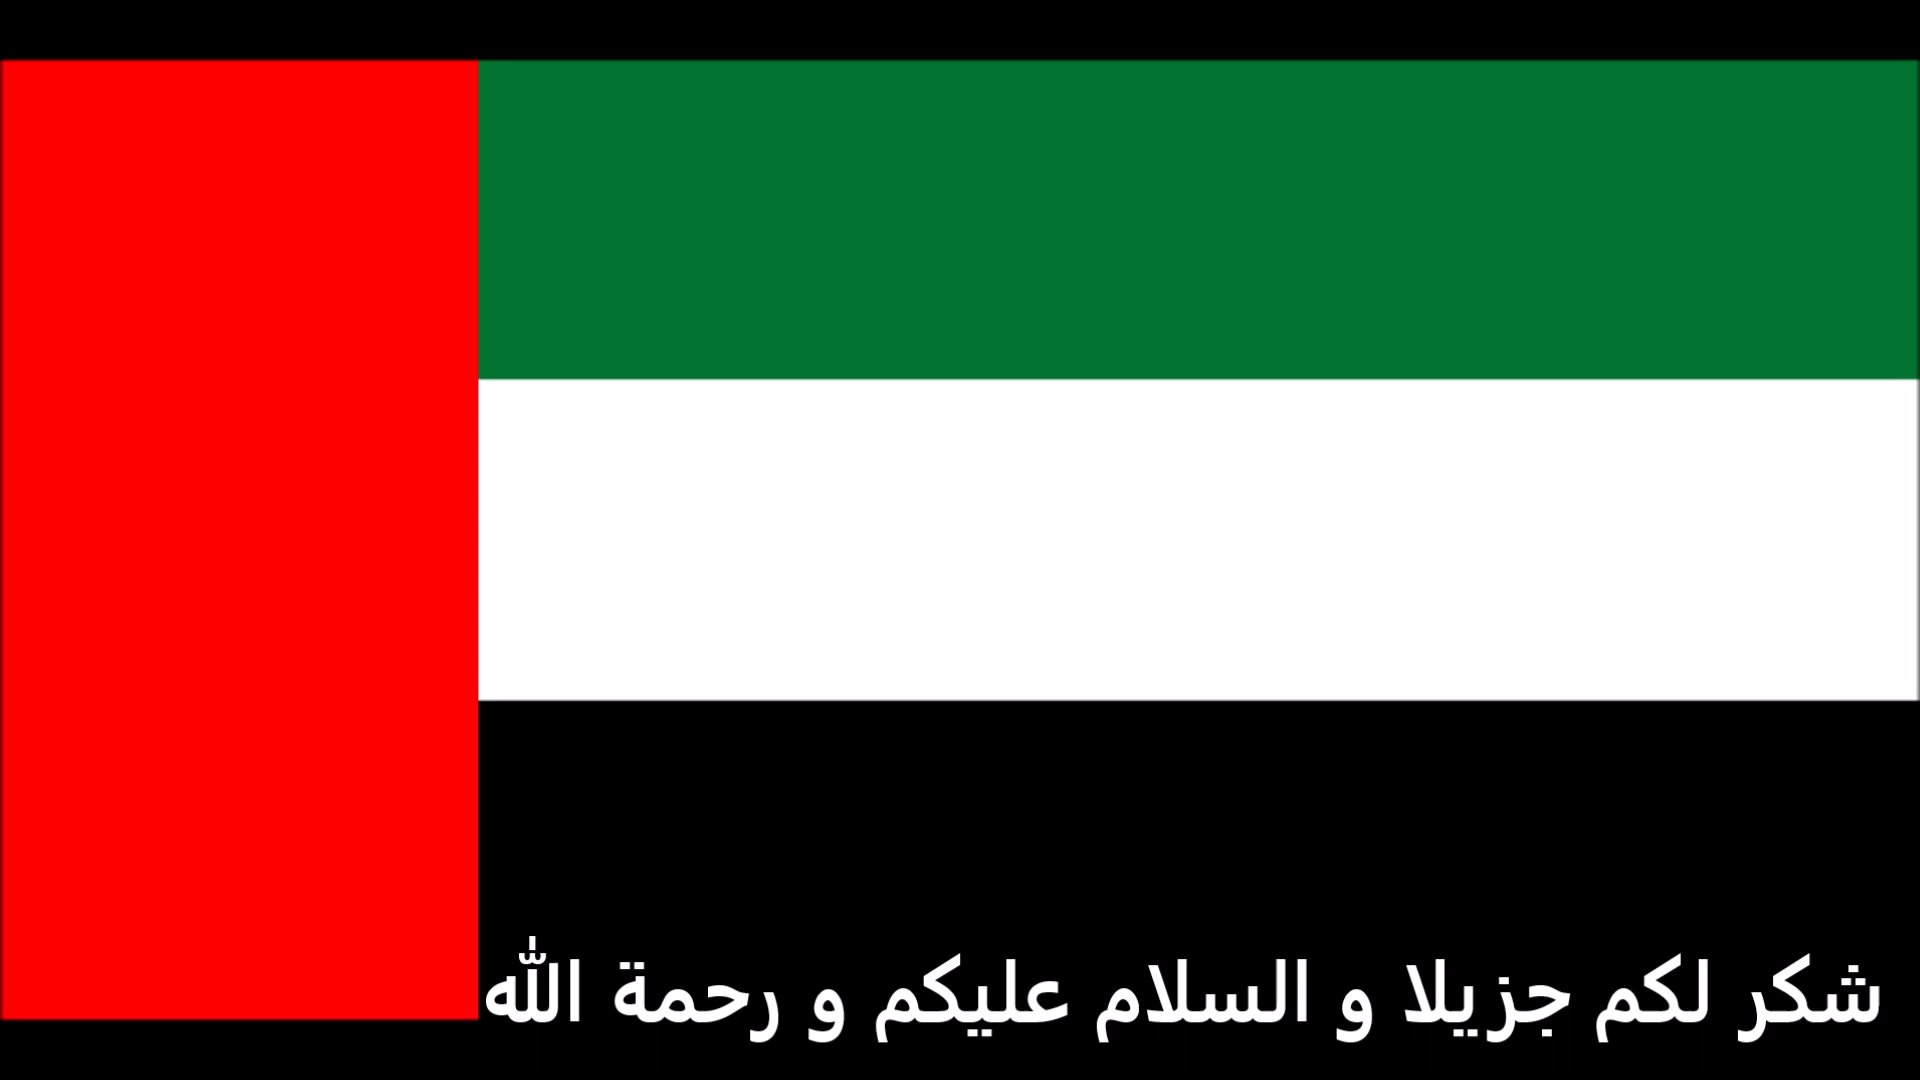 شكر لكم جزيلا و السلام عليكم و رحمة الله